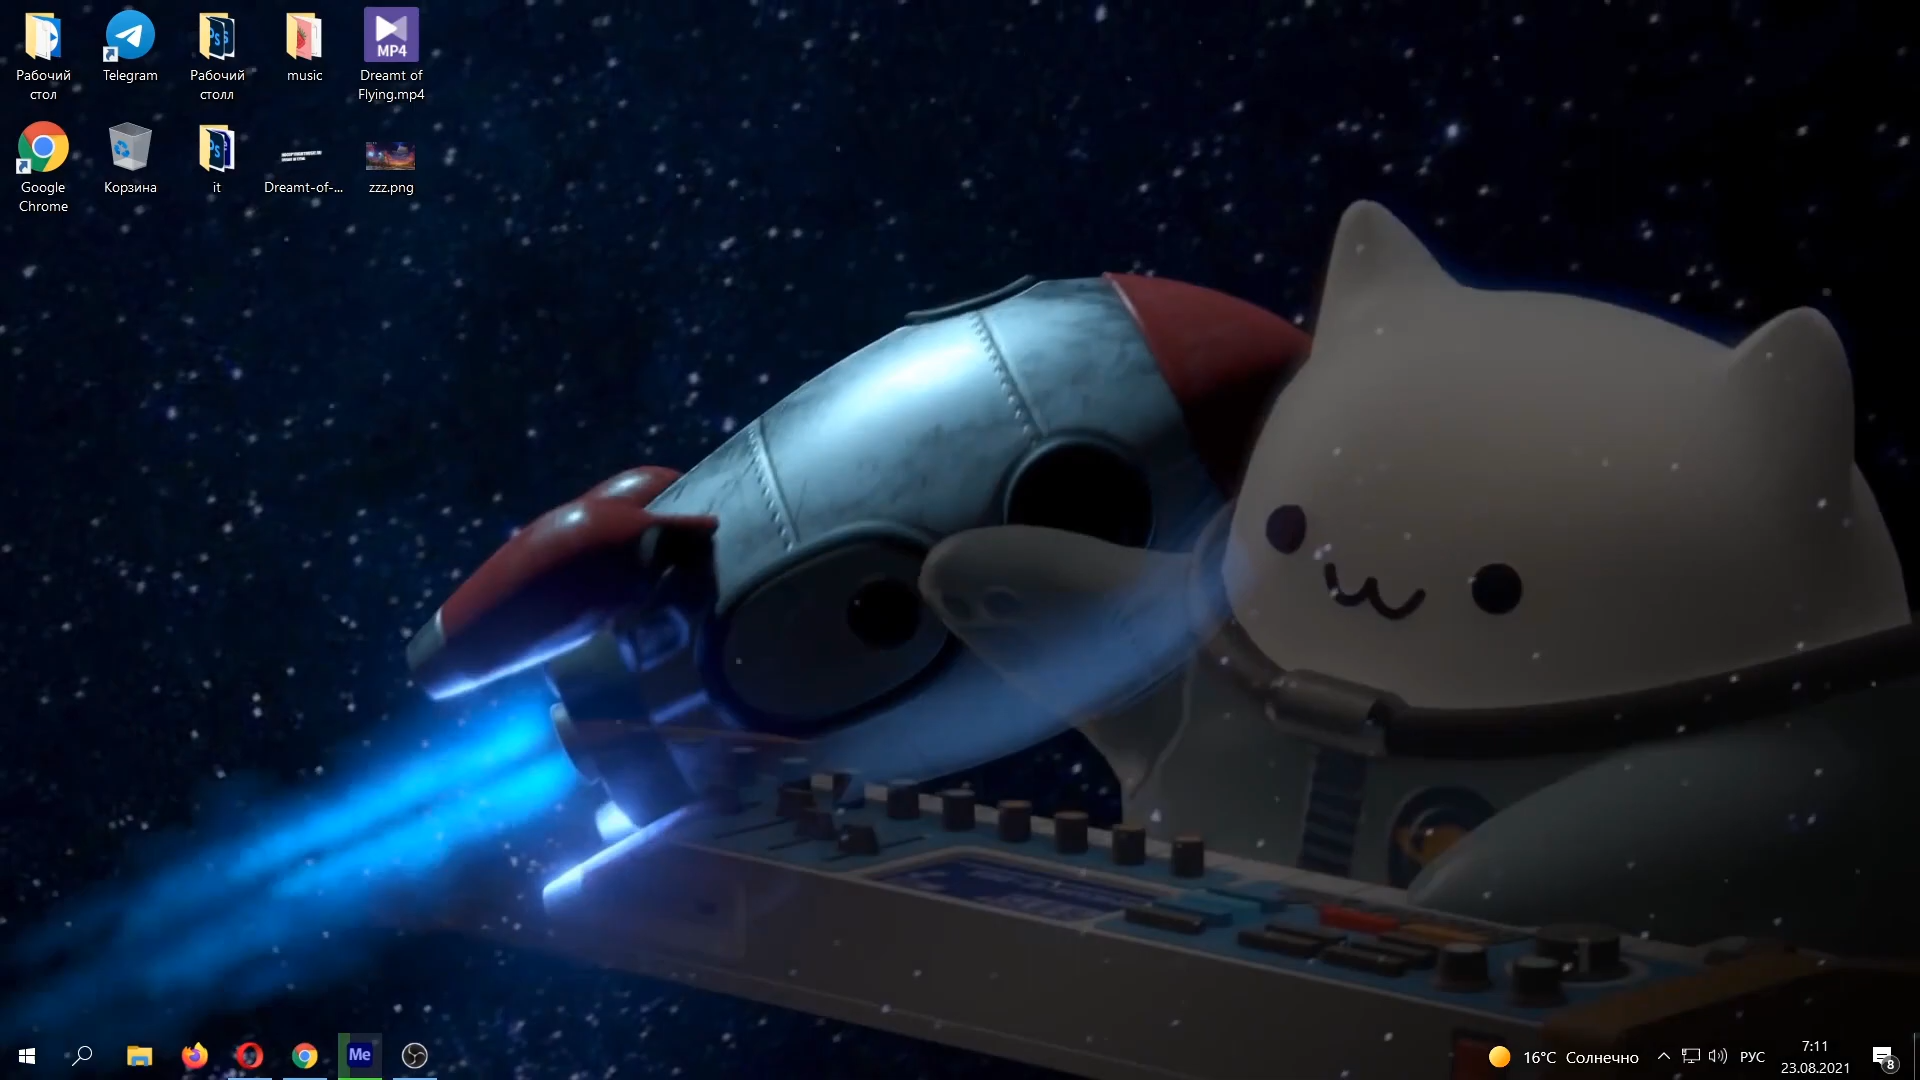 Рабочий стол
Telegram
Рабочий столл
music
MP4
Dreamt of Flying.mp4
Google Chrome
Корзина
it
Dreamt-of-...
zzz.png
Me
16°C Солнечно
РУС
7:11
23.08.2021
8